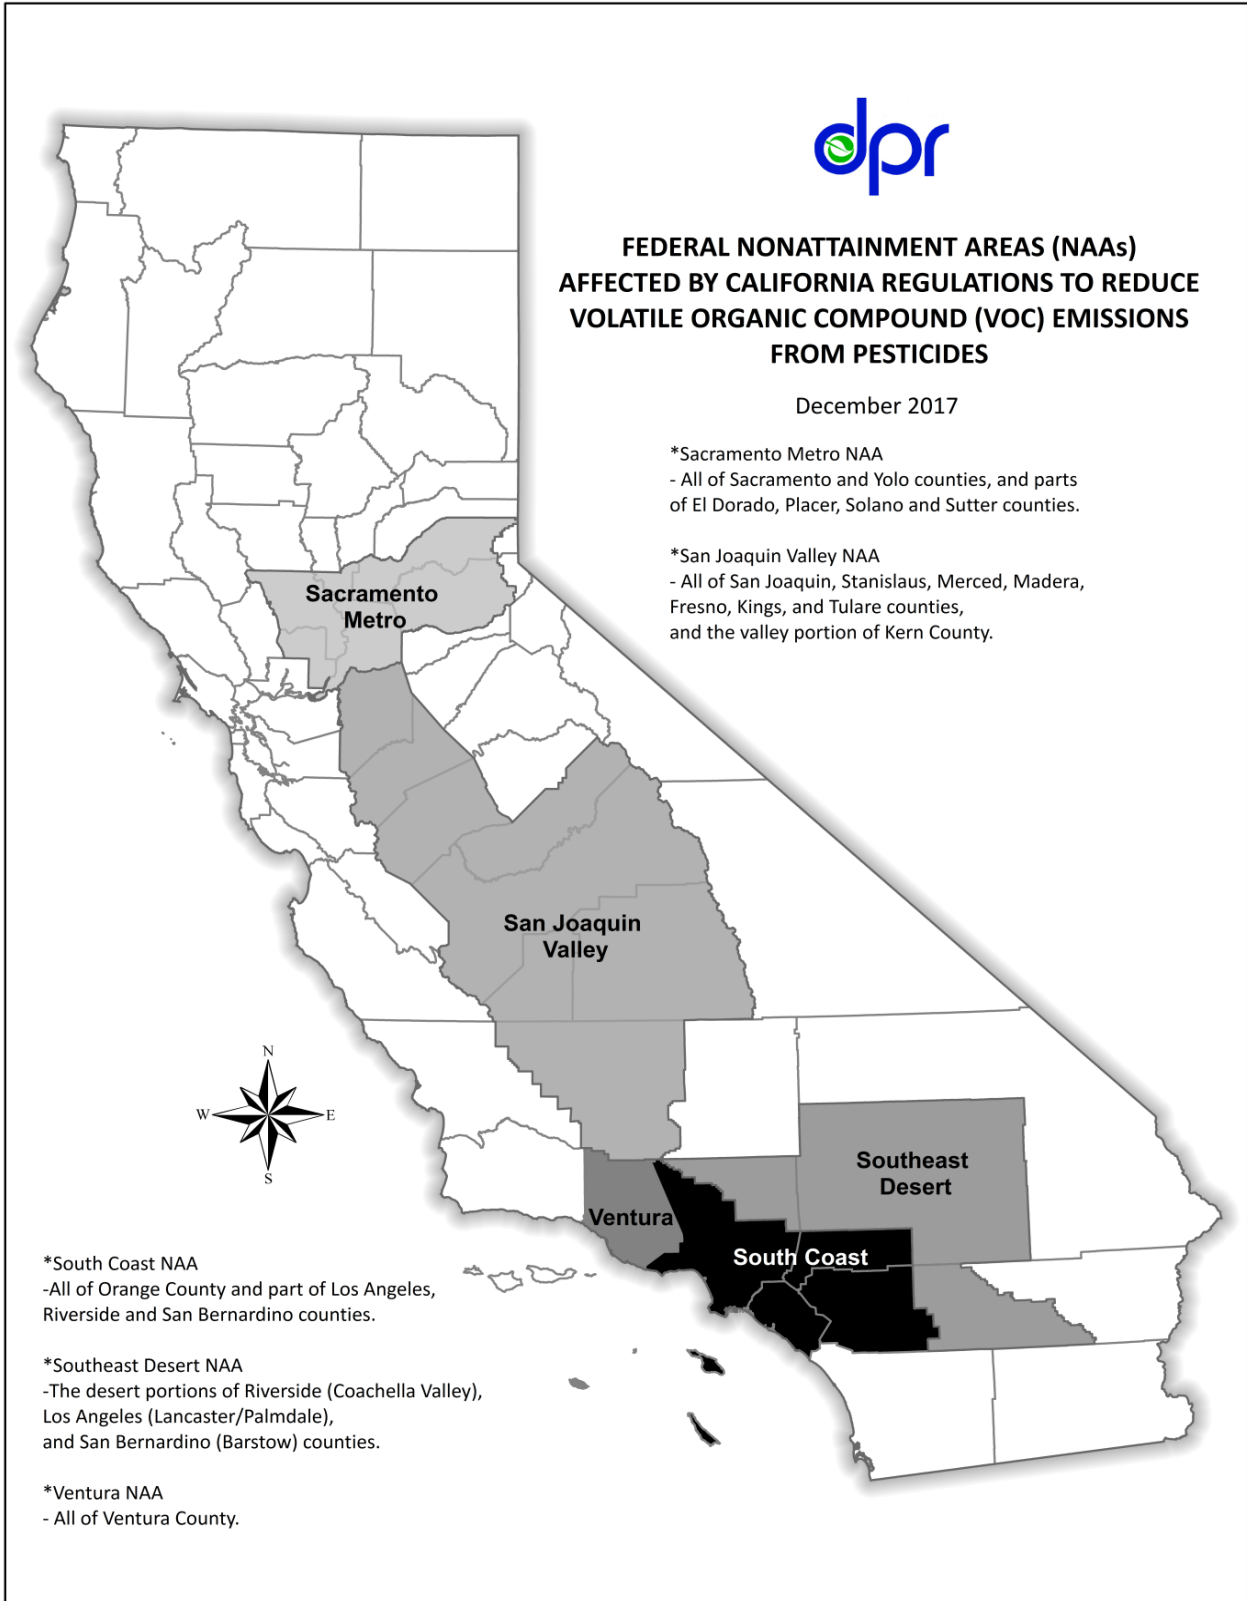 dpr
FEDERAL NONATTAINMENT AREAS (NAAs)
AFFECTED BY CALIFORNIA REGULATIONS TO REDUCE
VOLATILE ORGANIC COMPOUND (VOC) EMISSIONS
FROM PESTICIDES
December 2017
*Sacramento Metro NAA
- All of Sacramento and Yolo counties, and parts
of El Dorado, Placer, Solano and Sutter counties.
*San Joaquin Valley NAA
- All of San Joaquin, Stanislaus, Merced, Madera,
Fresno, Kings, and Tulare counties,
and the valley portion of Kern County.
Sacramento
Metro
San Joaquin
Valley
N
W
E
S
Southeast
Desert
Ventura
South Coast
*South Coast NAA
-All of Orange County and part of Los Angeles,
Riverside and San Bernardino counties.
*Southeast Desert NAA
-The desert portions of Riverside (Coachella Valley),
Los Angeles (Lancaster/Palmdale),
and San Bernardino (Barstow) counties.
*Ventura NAA
- All of Ventura County.